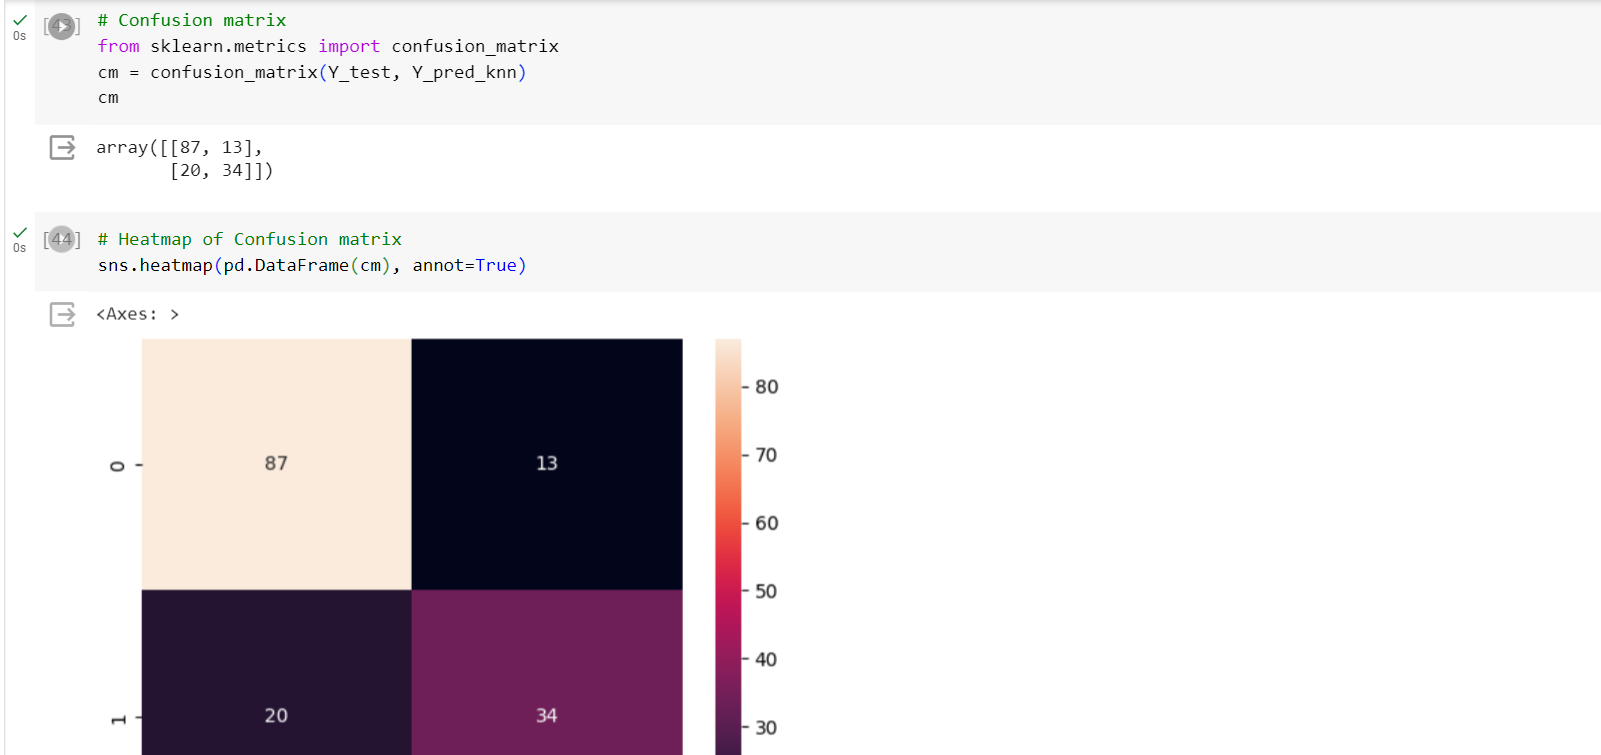 # Confusion matrix
0s
from sklearn.metrics import confusion_matrix
cm = confusion_matrix(Y_test, Y_pred_knn)
cm
array([[87, 13],
[20, 34]])
[44] # Heatmap of Confusion matrix
0s
sns.heatmap(pd.DataFrame(cm), annot=True)
<Axes: >
80
70
0
87
13
60
50
40
1
20
34
30